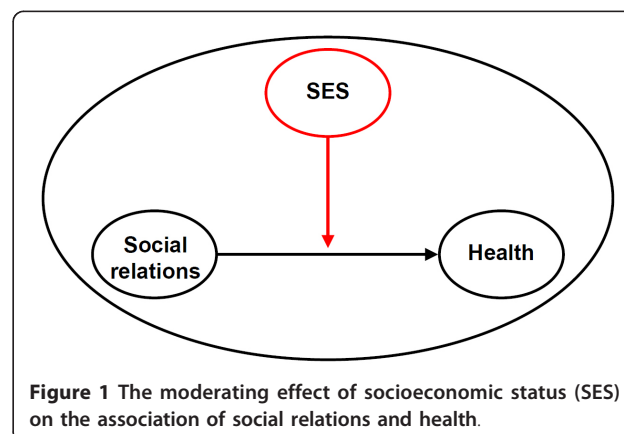 SES
Social
relations
Health
Figure 1 The moderating effect of socioeconomic status (SES)
on the association of social relations and health.